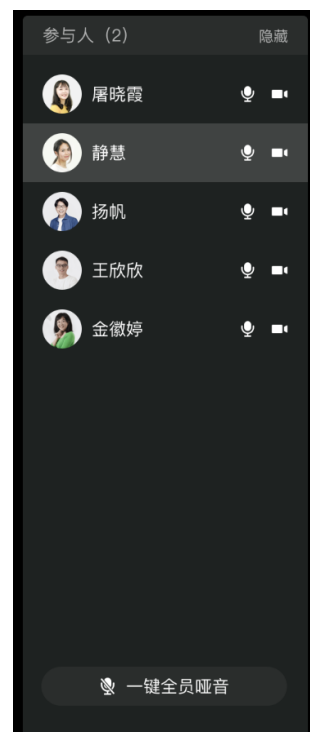 参与人（2）
隐藏
屠晓霞
静慧
扬帆
王欣欣
金徽婷
一键全员哑音